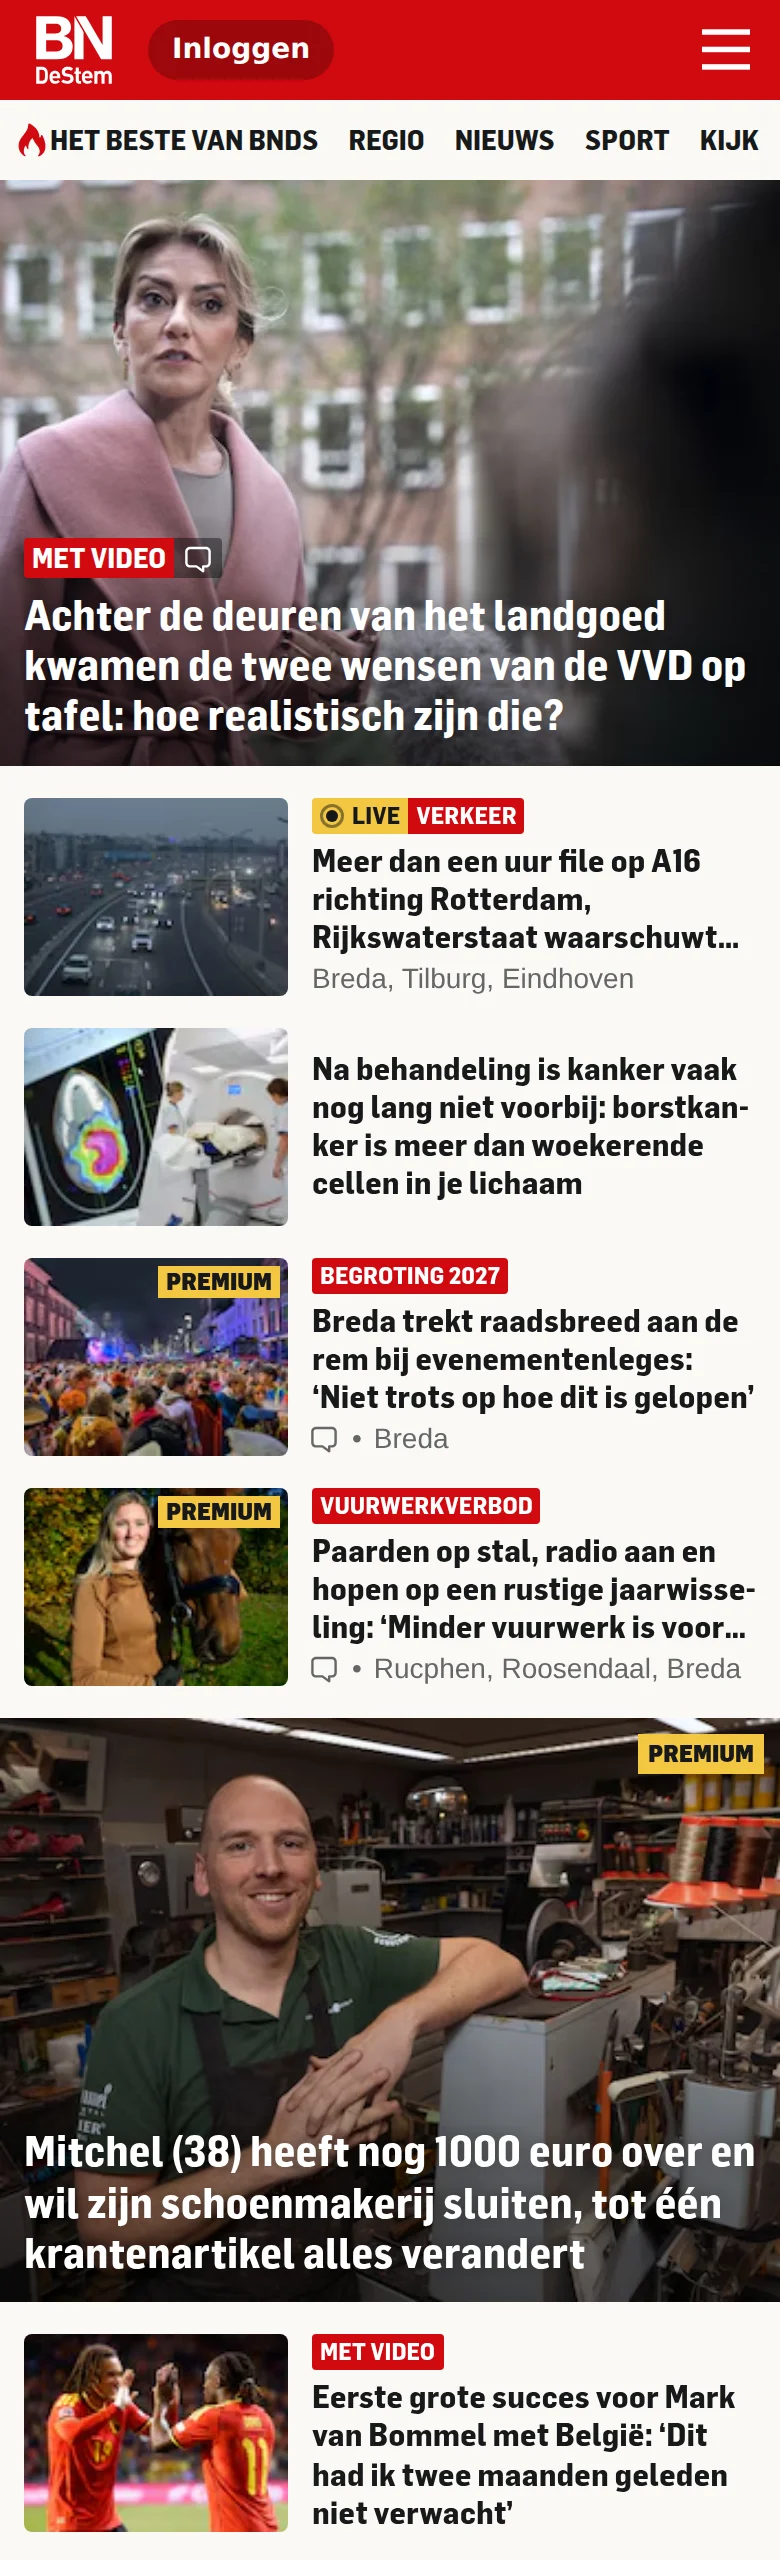 BN
DeStem
Inloggen
HET BESTE VAN BNDS REGIO NIEUWS SPORT KIJK
MET VIDEO
Achter de deuren van het landgoed
kwamen de twee wensen van de VVD op
tafel: hoe realistisch zijn die?
LIVE VERKEER
Meer dan een uur file op A16
richting Rotterdam,
Rijkswaterstaat waarschuwt...
Breda, Tilburg, Eindhoven
Na behandeling is kanker vaak
nog lang niet voorbij: borstkan-
ker is meer dan woekerende
cellen in je lichaam
PREMIUM
BEGROTING 2027
Breda trekt raadsbreed aan de
rem bij evenementenleges:
‘Niet trots op hoe dit is gelopen’
• Breda
PREMIUM
VUURWERKVERBOD
Paarden op stal, radio aan en
hopen op een rustige jaarwisse-
ling: ‘Minder vuurwerk is voor...
• Rucphen, Roosendaal, Breda
PREMIUM
Mitchel (38) heeft nog 1000 euro over en
wil zijn schoenmakerij sluiten, tot één
krantenartikel alles verandert
MET VIDEO
Eerste grote succes voor Mark
van Bommel met België: ‘Dit
had ik twee maanden geleden
niet verwacht’
11